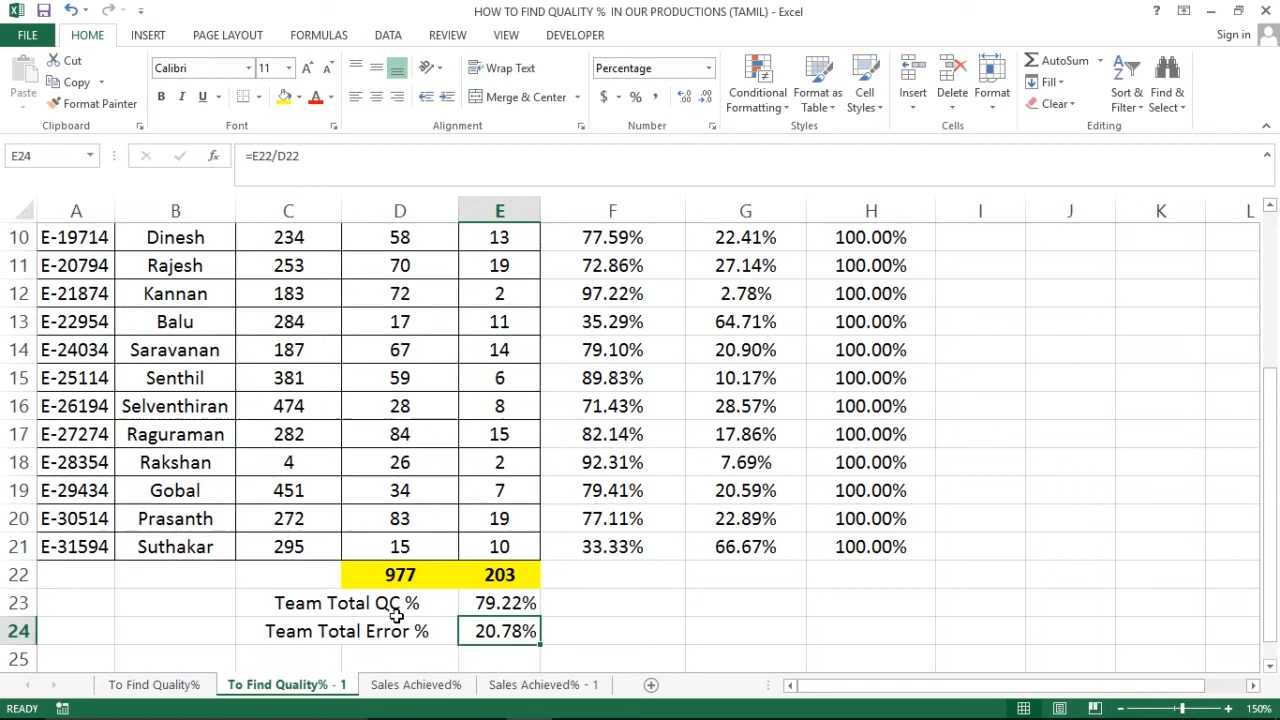 HOW TO FIND QUALITY % IN OUR PRODUCTIONS (TAMIL) - Excel
FILE HOME INSERT PAGE LAYOUT FORMULAS DATA REVIEW VIEW DEVELOPER Sign in
Paste
Cut
Copy
Format Painter
Calibri 11
B I U A
Wrap Text
Merge & Center
Percentage
$ % ,
Conditional Formatting
Format as Table
Cell Styles
Insert Delete Format
AutoSum
Fill
Clear
Sort & Filter
Find & Select
Clipboard Font Alignment Number Styles Cells Editing
E24 fx =E22/D22
A B C D E F G H I J K L
10 E-19714 Dinesh 234 58 13 77.59% 22.41% 100.00%
11 E-20794 Rajesh 253 70 19 72.86% 27.14% 100.00%
12 E-21874 Kannan 183 72 2 97.22% 2.78% 100.00%
13 E-22954 Balu 284 17 11 35.29% 64.71% 100.00%
14 E-24034 Saravanan 187 67 14 79.10% 20.90% 100.00%
15 E-25114 Senthil 381 59 6 89.83% 10.17% 100.00%
16 E-26194 Selventhiran 474 28 8 71.43% 28.57% 100.00%
17 E-27274 Raguraman 282 84 15 82.14% 17.86% 100.00%
18 E-28354 Rakshan 4 26 2 92.31% 7.69% 100.00%
19 E-29434 Gobal 451 34 7 79.41% 20.59% 100.00%
20 E-30514 Prasanth 272 83 19 77.11% 22.89% 100.00%
21 E-31594 Suthakar 295 15 10 33.33% 66.67% 100.00%
22 977 203
23 Team Total QC % 79.22%
24 Team Total Error % 20.78%
25
To Find Quality% To Find Quality% - 1 Sales Achieved% Sales Achieved% - 1
READY 150%